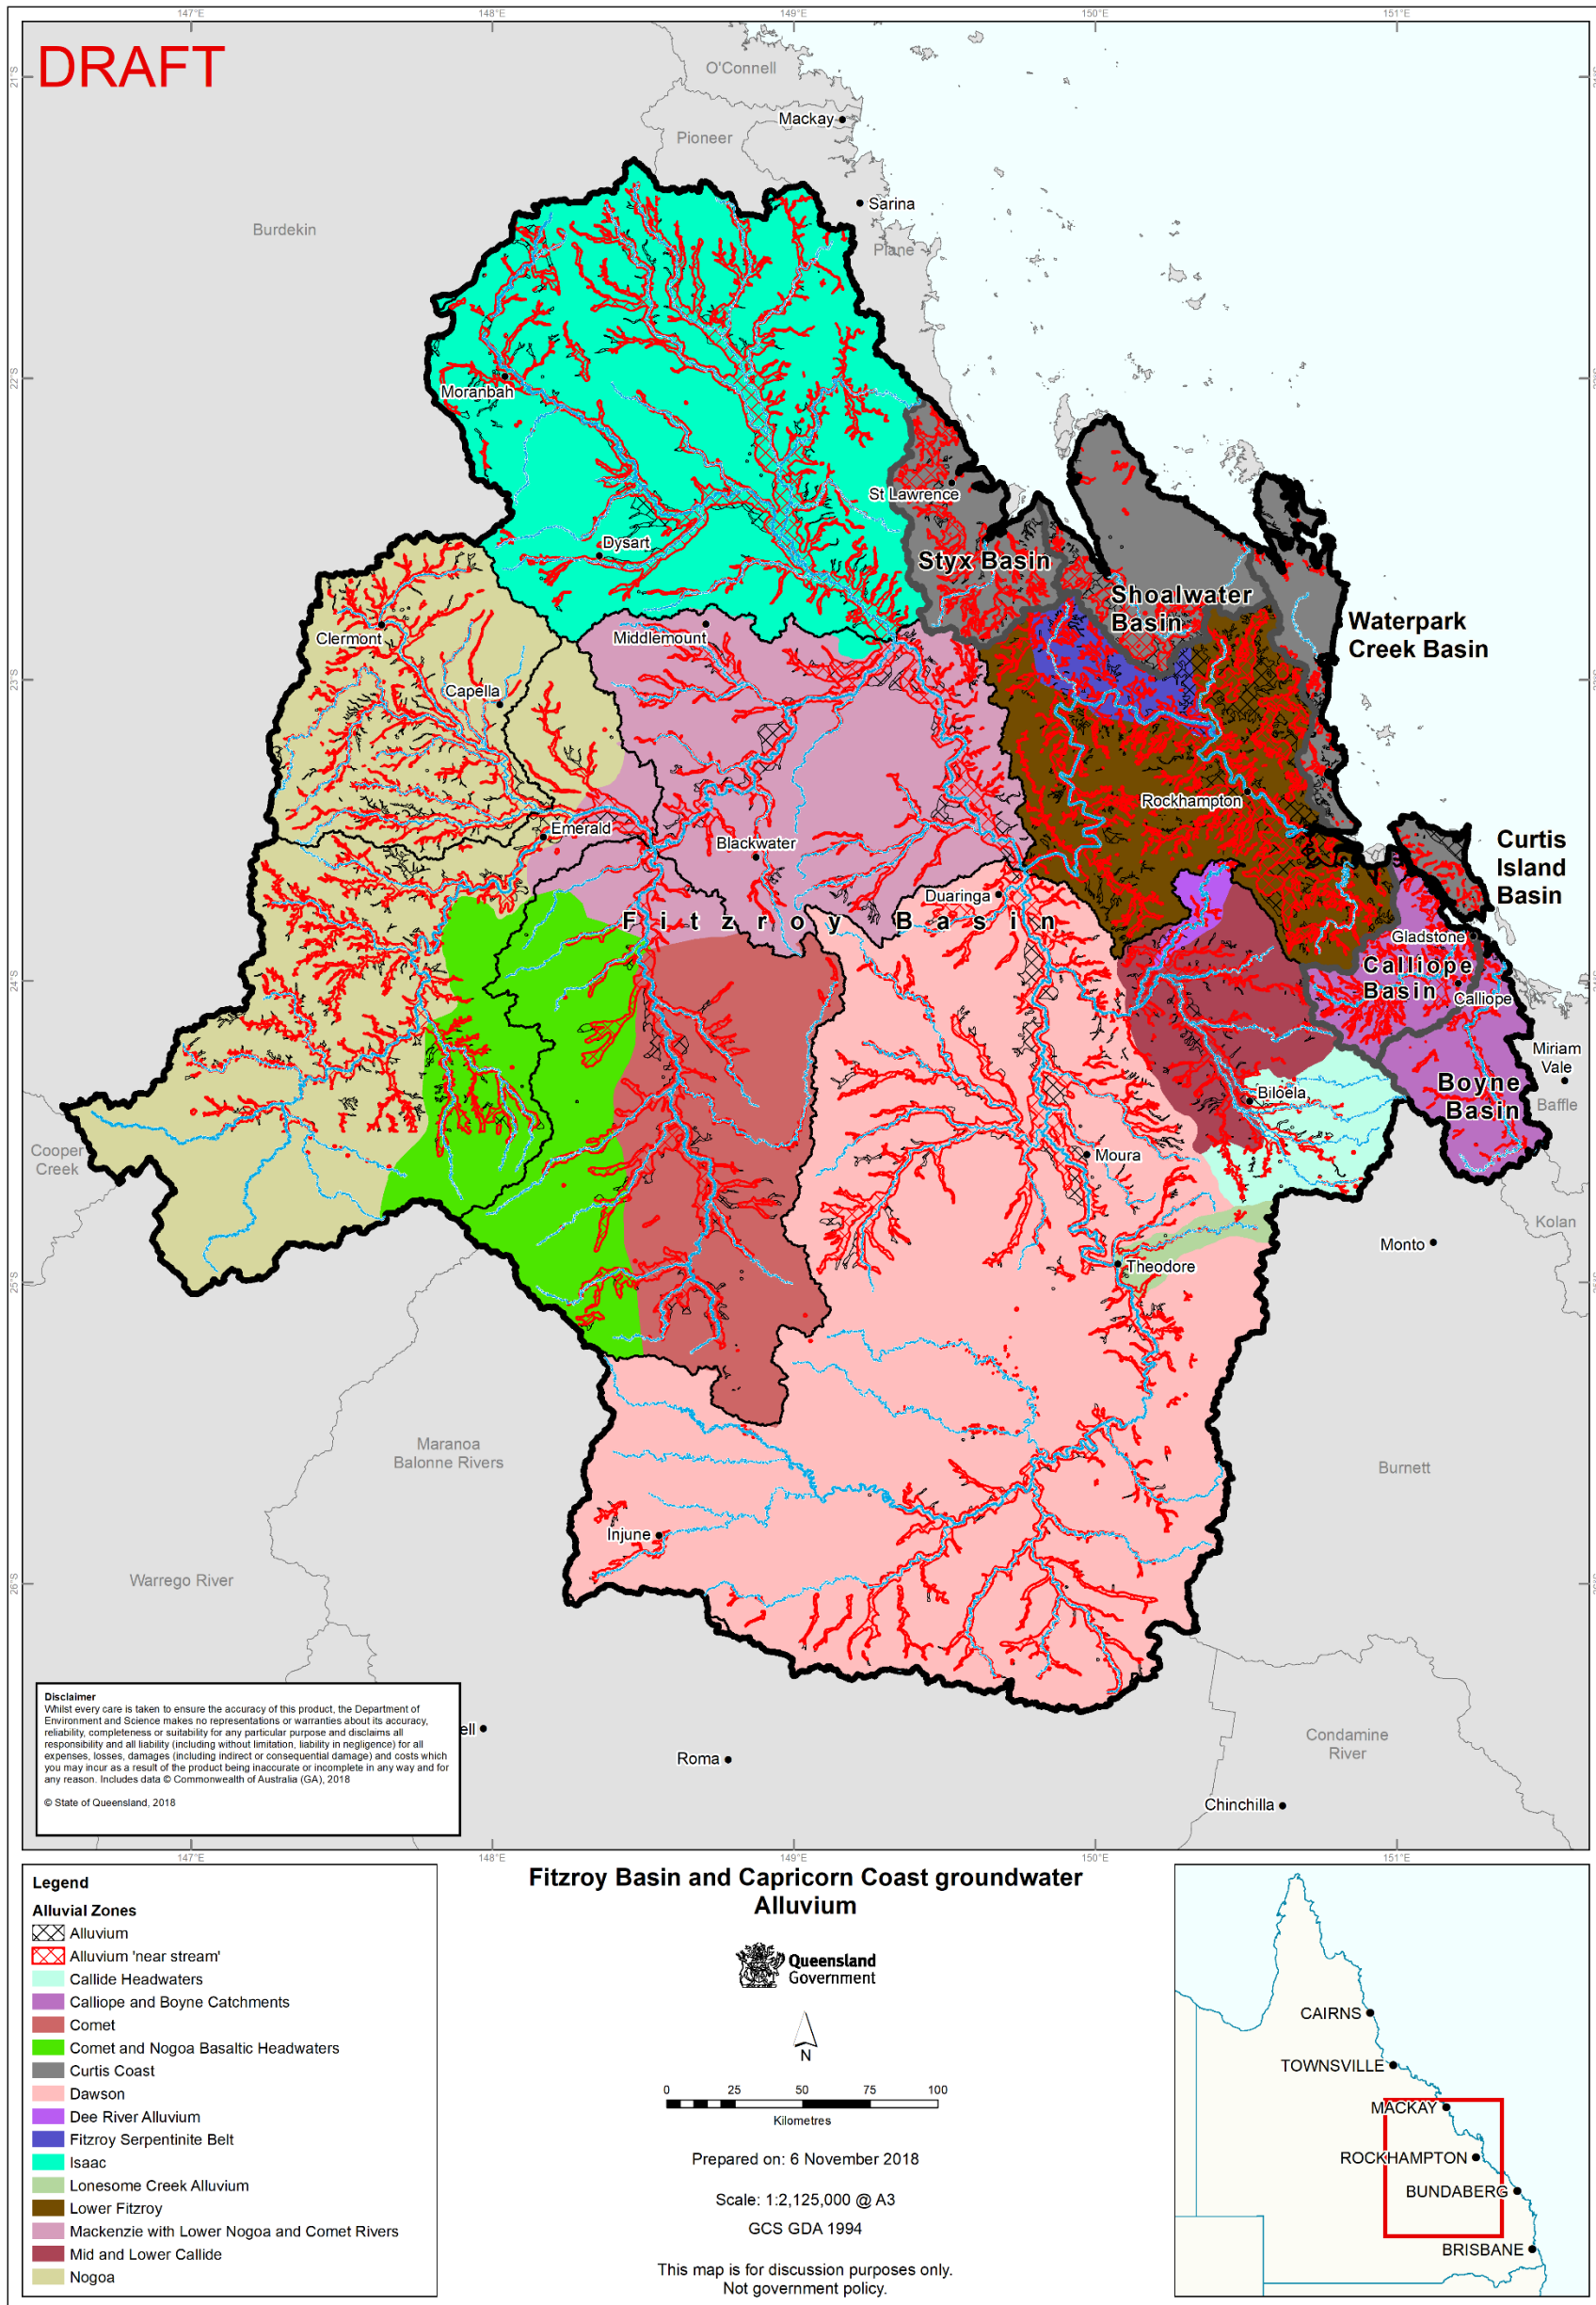 147°E
148°E
149°E
150°E
151°E
DRAFT
21°S
O'Connell
Mackay
Pioneer
Sarina
Burdekin
Plane
22°S
Moranbah
St Lawrence
Dysart
Styx Basin
Shoalwater
Basin
Waterpark
Creek Basin
Clermont
Middlemount
23°S
Capella
Rockhampton
Emerald
Blackwater
Curtis
Island
Basin
Duaringa
Fitzroy Basin
Gladstone
Calliope
Basin
Calliope
24°S
Miriam
Vale
Boyne
Basin
Biloela
Baffle
Cooper
Creek
Moura
Kolan
Monto
Theodore
25°S
Maranoa
Balonne Rivers
Burnett
Injune
Warrego River
26°S
Disclaimer
Whilst every care is taken to ensure the accuracy of this product, the Department of
Environment and Science makes no representations or warranties about its accuracy,
reliability, completeness or suitability for any particular purpose and disclaims all
responsibility and all liability (including without limitation, liability in negligence) for all
expenses, losses, damages (including indirect or consequential damage) and costs which
you may incur as a result of the product being inaccurate or incomplete in any way and for
any reason. Includes data © Commonwealth of Australia (GA), 2018
© State of Queensland, 2018
ell
Roma
Condamine
River
Chinchilla
147°E
148°E
149°E
150°E
151°E
Legend
Alluvial Zones
Alluvium
Alluvium 'near stream'
Callide Headwaters
Calliope and Boyne Catchments
Comet
Comet and Nogoa Basaltic Headwaters
Curtis Coast
Dawson
Dee River Alluvium
Fitzroy Serpentinite Belt
Isaac
Lonesome Creek Alluvium
Lower Fitzroy
Mackenzie with Lower Nogoa and Comet Rivers
Mid and Lower Callide
Nogoa
Fitzroy Basin and Capricorn Coast groundwater
Alluvium
Queensland
Government
N
0 25 50 75 100
Kilometres
Prepared on: 6 November 2018
Scale: 1:2,125,000 @ A3
GCS GDA 1994
This map is for discussion purposes only.
Not government policy.
CAIRNS
TOWNSVILLE
MACKAY
ROCKHAMPTON
BUNDABERG
BRISBANE